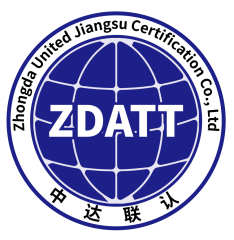 Zhongda United Jiangsu Certification Co., Ltd
ZDATT
中达联认